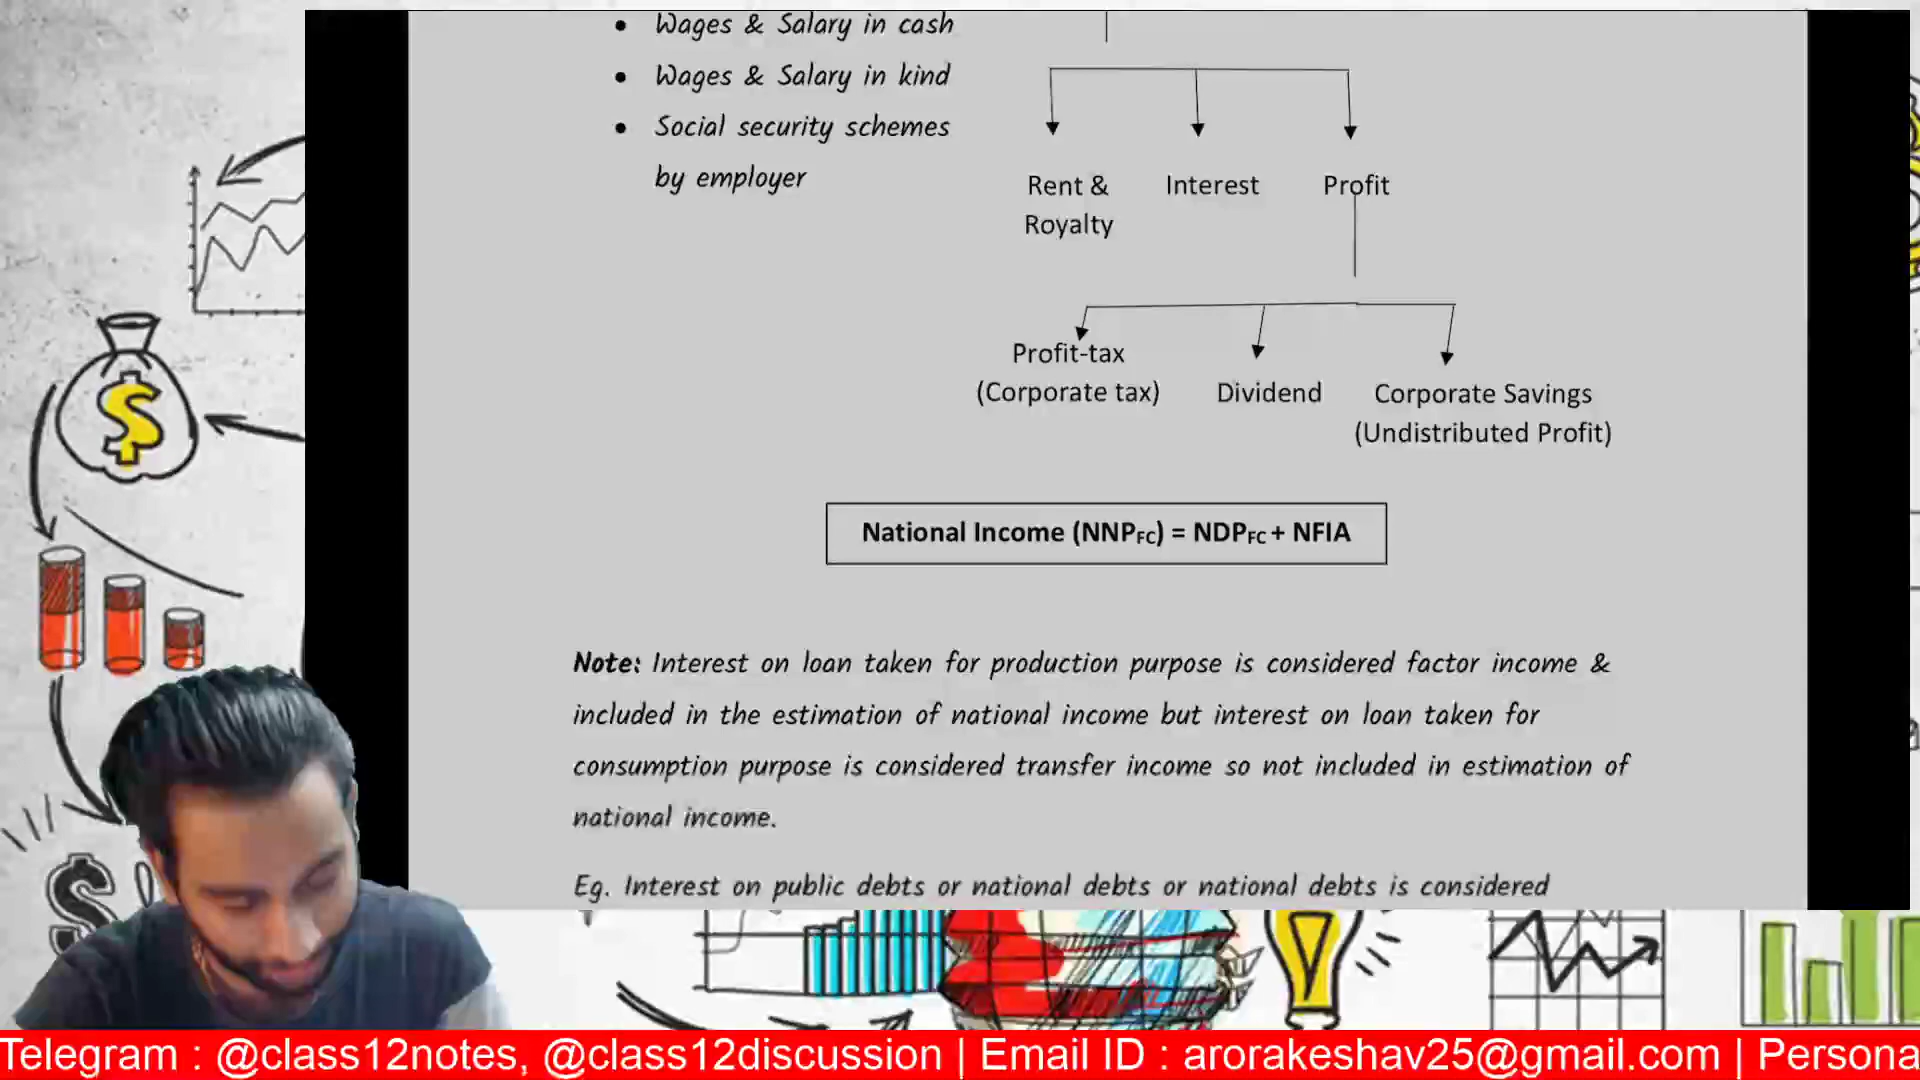 • Wages & Salary in cash
• Wages & Salary in kind
• Social security schemes
by employer
Rent & Interest Profit
Royalty
Profit-tax
(Corporate tax) Dividend Corporate Savings
(Undistributed Profit)
National Income (NNPFC) = NDPFC + NFIA
Note: Interest on loan taken for production purpose is considered factor income &
included in the estimation of national income but interest on loan taken for
consumption purpose is considered transfer income so not included in estimation of
national income.
Eg. Interest on public debts or national debts or national debts is considered
Telegram : @class12notes, @class12discussion | Email ID : arorakeshav25@gmail.com | Persona